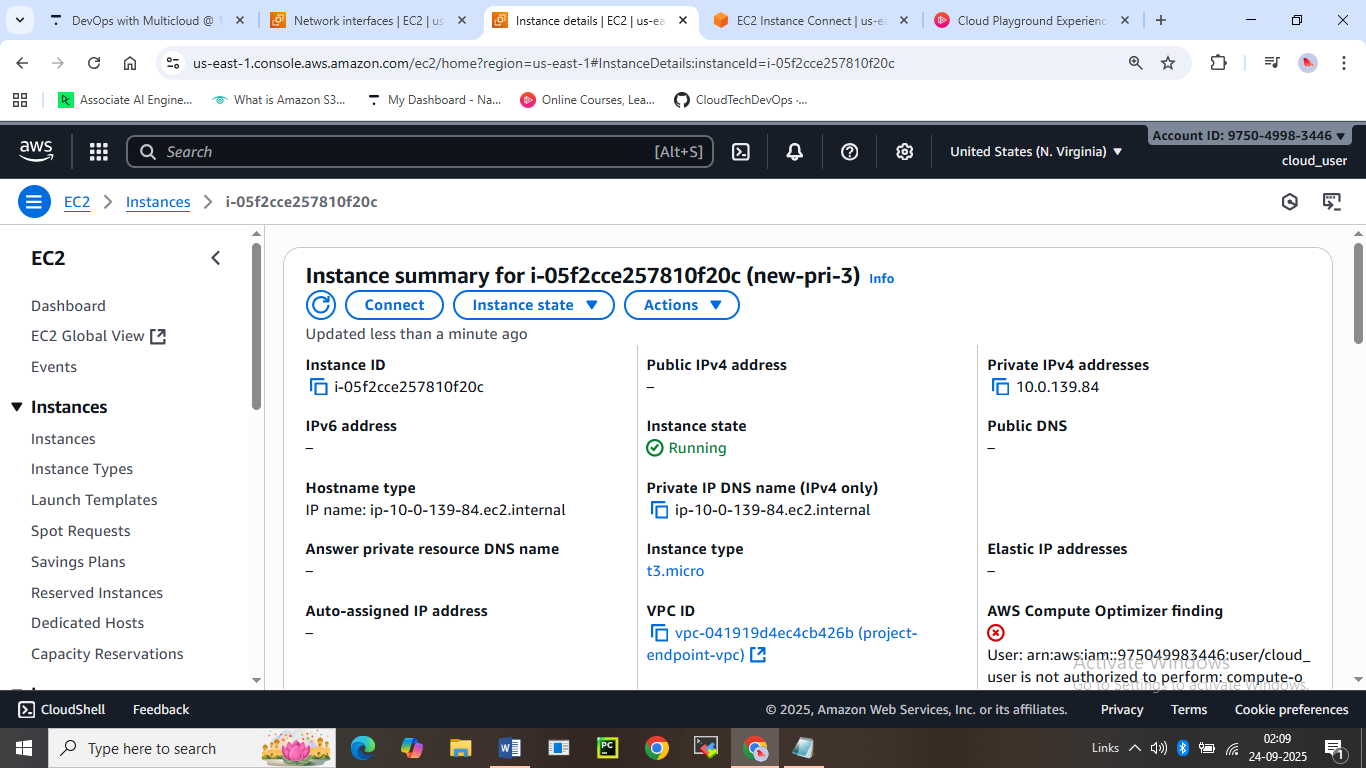 DevOps with Multicloud @ 1
Network interfaces | EC2 | us
Instance details | EC2 | us-ea
EC2 Instance Connect | us-e
Cloud Playground Experienc
us-east-1.console.aws.amazon.com/ec2/home?region=us-east-1#InstanceDetails:instanceId=i-05f2cce257810f20c
Associate AI Engine...
What is Amazon S3...
My Dashboard - Na...
Online Courses, Lea...
CloudTechDevOps -...
aws
Search
[Alt+S]
United States (N. Virginia)
Account ID: 9750-4998-3446
cloud_user
EC2
Instances
i-05f2cce257810f20c
EC2
Dashboard
EC2 Global View
Events
Instances
Instances
Instance Types
Launch Templates
Spot Requests
Savings Plans
Reserved Instances
Dedicated Hosts
Capacity Reservations
Instance summary for i-05f2cce257810f20c (new-pri-3) Info
Connect
Instance state
Actions
Updated less than a minute ago
Instance ID
i-05f2cce257810f20c
Public IPv4 address
–
Private IPv4 addresses
10.0.139.84
IPv6 address
–
Instance state
Running
Public DNS
–
Hostname type
IP name: ip-10-0-139-84.ec2.internal
Private IP DNS name (IPv4 only)
ip-10-0-139-84.ec2.internal
Answer private resource DNS name
–
Instance type
t3.micro
Elastic IP addresses
–
Auto-assigned IP address
–
VPC ID
vpc-041919d4ec4cb426b (project-
endpoint-vpc)
AWS Compute Optimizer finding
User: arn:aws:iam::975049983446:user/cloud_
user is not authorized to perform: compute-o
Activate Windows
Go to Settings to activate Windows.
CloudShell
Feedback
© 2025, Amazon Web Services, Inc. or its affiliates.
Privacy
Terms
Cookie preferences
Type here to search
PC
Links
02:09
24-09-2025
1